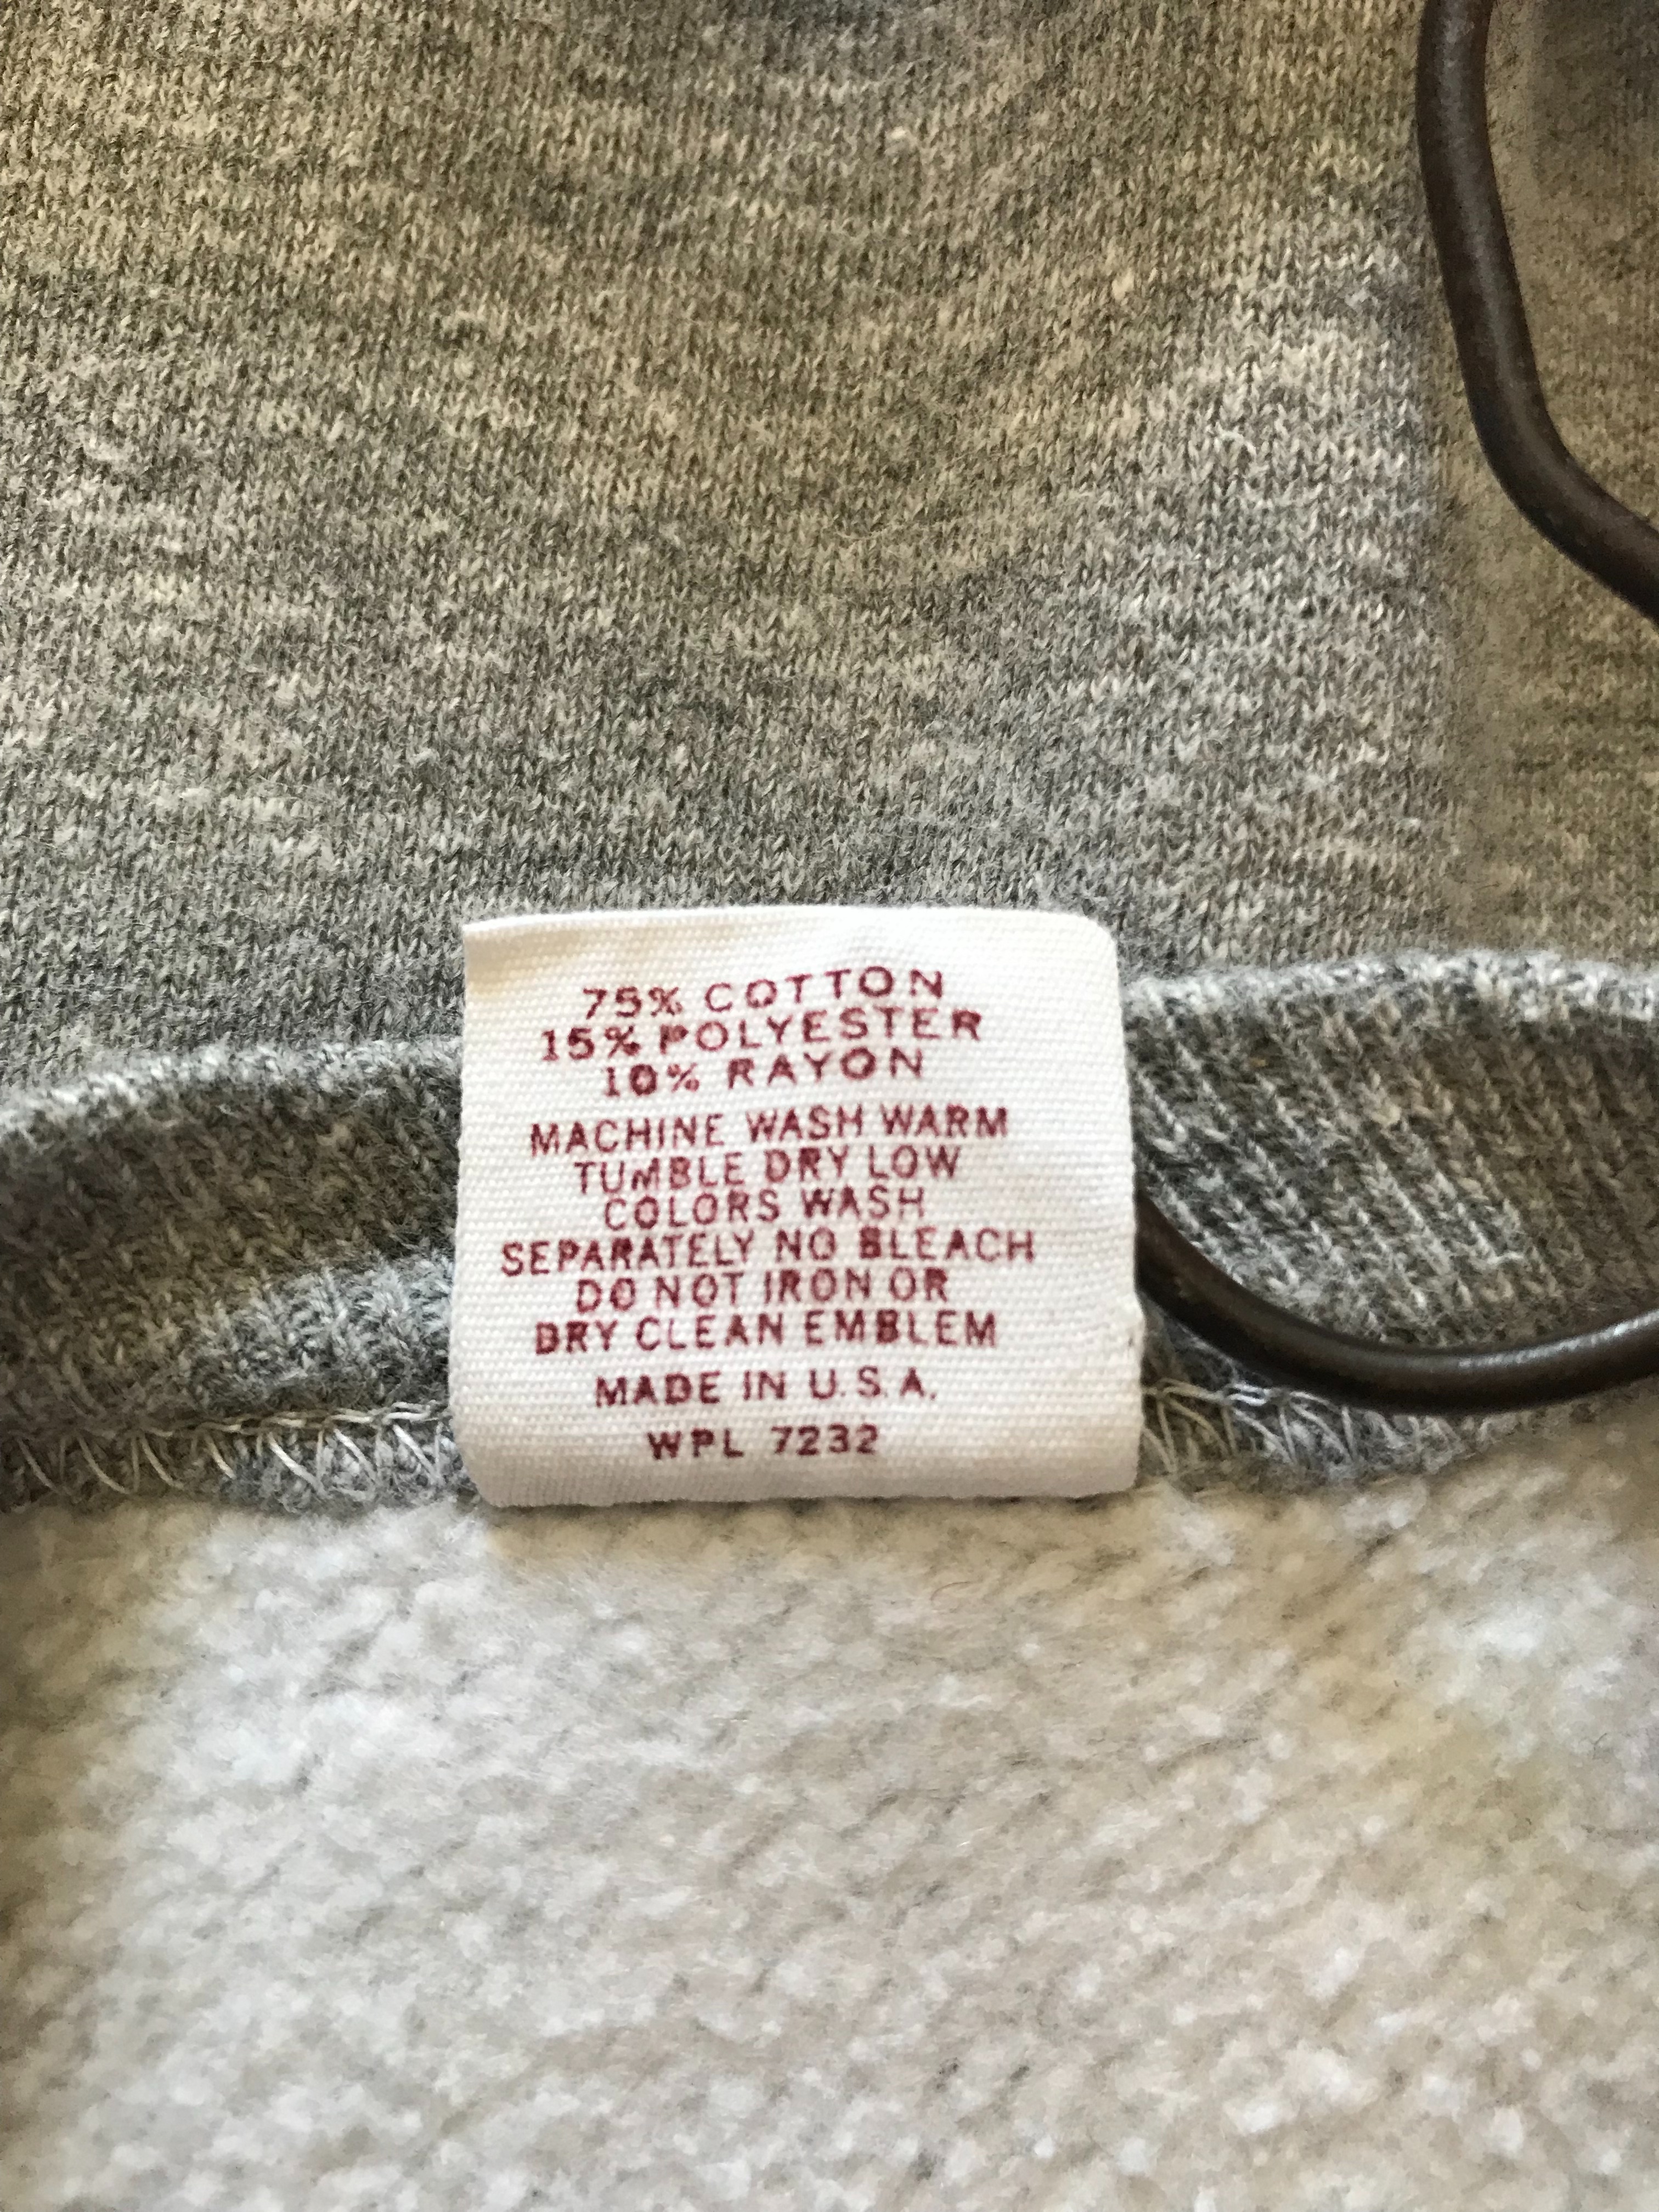 75% COTTON
15% POLYESTER
10% RAYON
MACHINE WASH WARM
TUMBLE DRY LOW
COLORS WASH
SEPARATELY NO BLEACH
DO NOT IRON OR
DRY CLEAN EMBLEM
MADE IN U.S.A.
WPL 7232